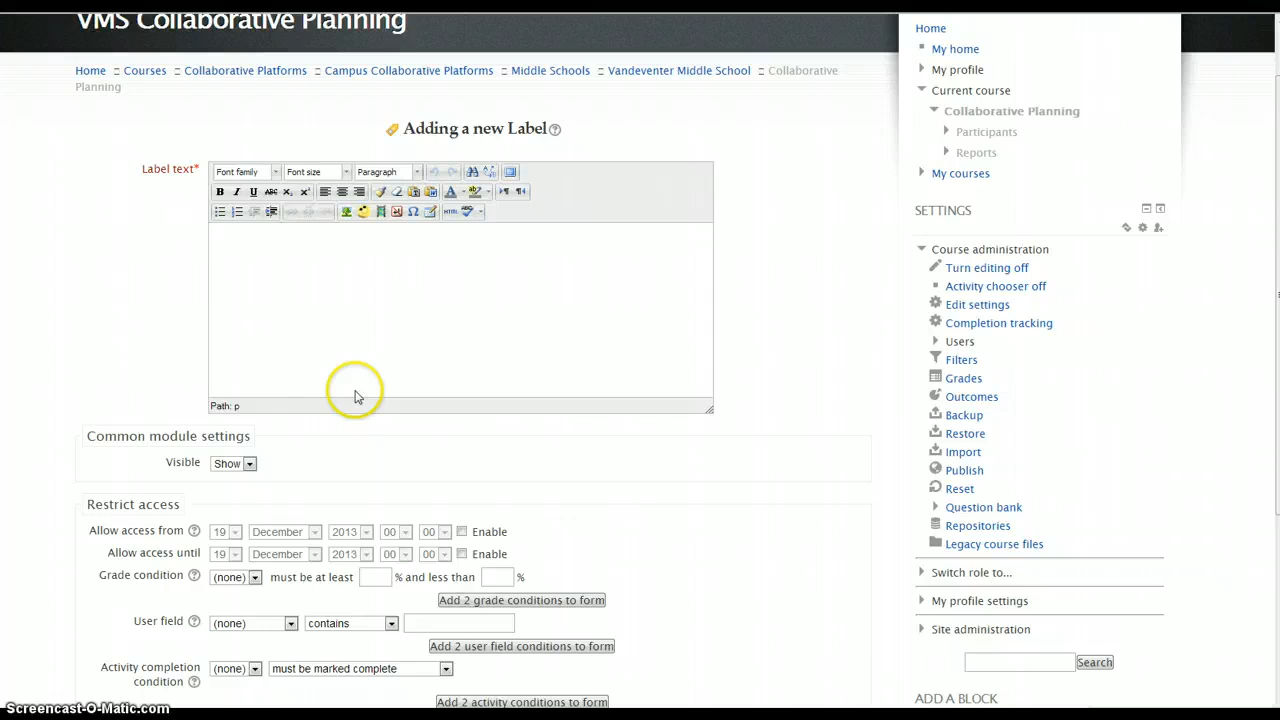 VMS Collaborative Planning
Home Courses Collaborative Platforms Campus Collaborative Platforms Middle Schools Vandeventer Middle School Collaborative
Planning
Adding a new Label
Label text*
Font family Font size Paragraph
B I U ABC X₂ X²
HTML
Path: p
Common module settings
Visible Show
Restrict access
Allow access from 19 December 2013 00 00 Enable
Allow access until 19 December 2013 00 00 Enable
Grade condition (none) must be at least % and less than %
Add 2 grade conditions to form
User field (none) contains
Add 2 user field conditions to form
Activity completion
condition (none) must be marked complete
Add 2 activity conditions to form
Home
My home
My profile
Current course
Collaborative Planning
Participants
Reports
My courses
SETTINGS
Course administration
Turn editing off
Activity chooser off
Edit settings
Completion tracking
Users
Filters
Grades
Outcomes
Backup
Restore
Import
Publish
Reset
Question bank
Repositories
Legacy course files
Switch role to...
My profile settings
Site administration
Search
ADD A BLOCK
Screencast-O-Matic.com